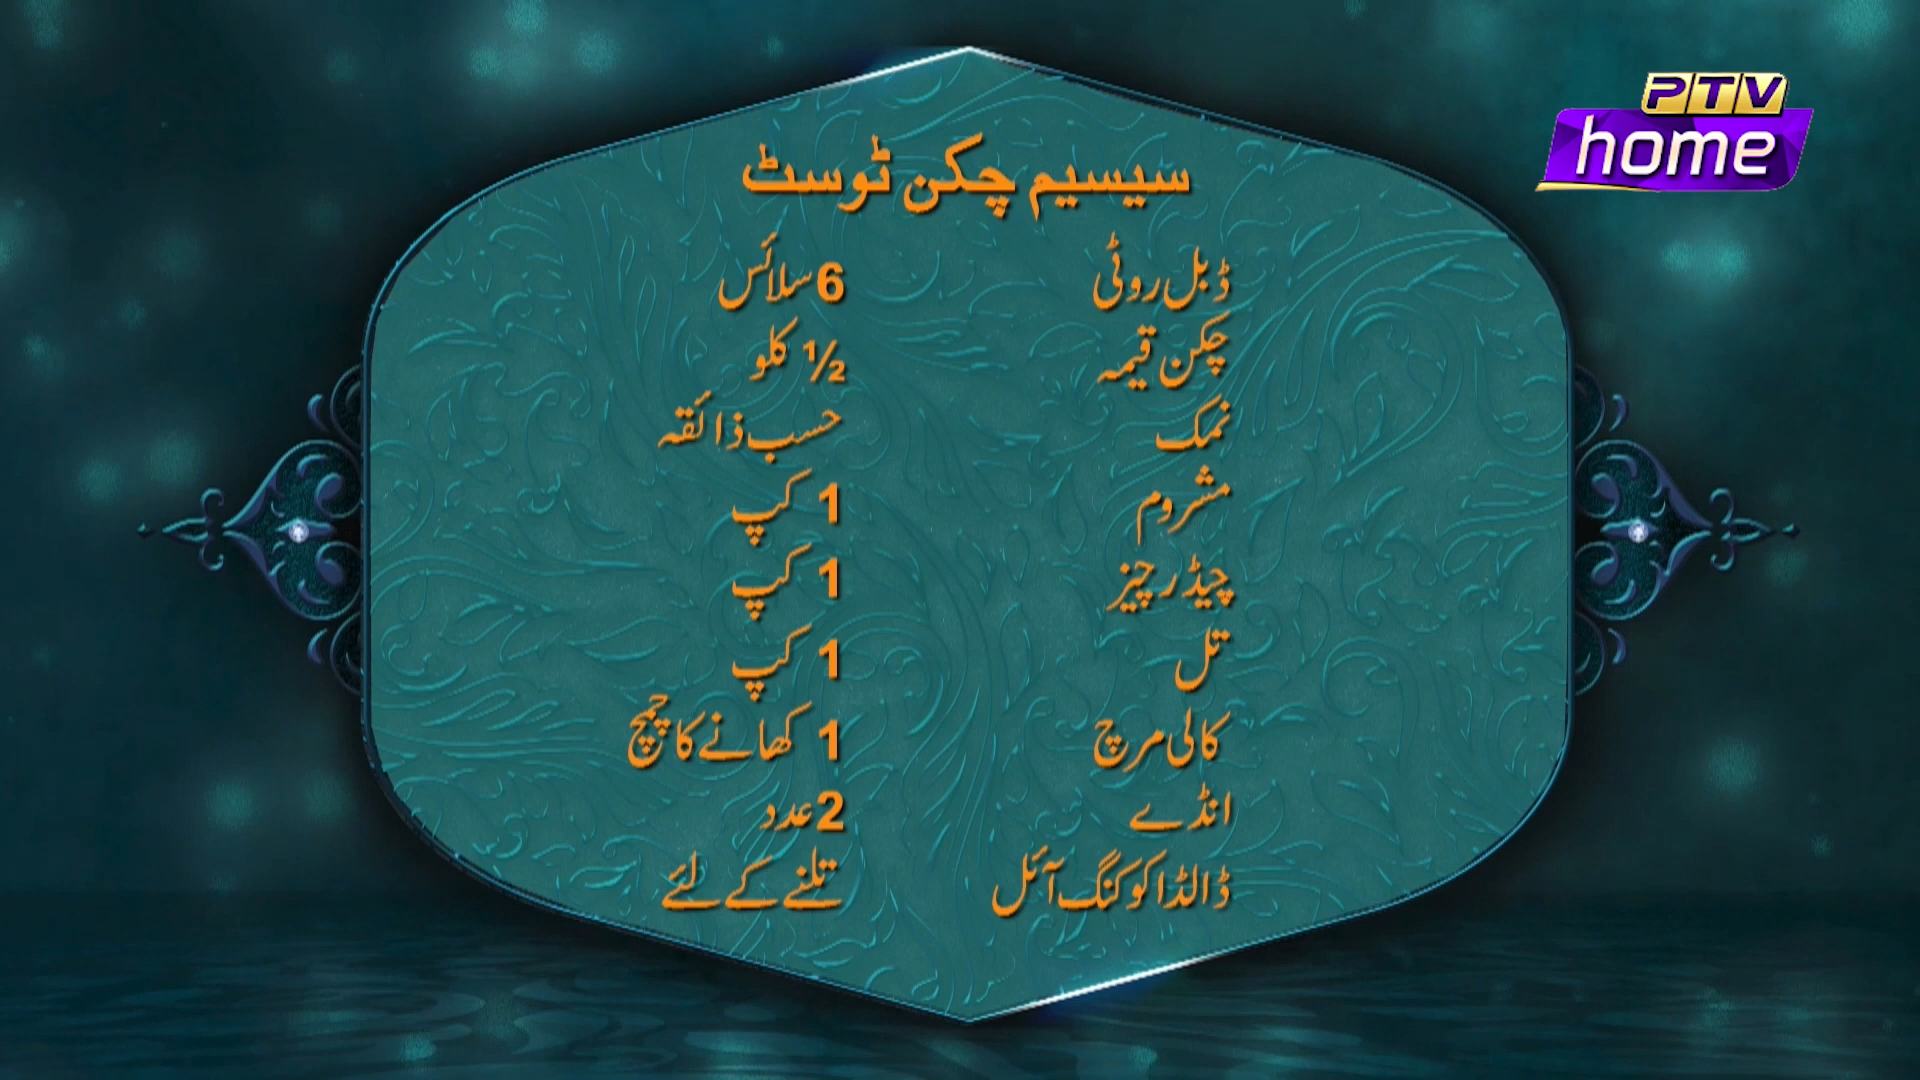 PTV
home
سیسیم چکن ٹوسٹ
ڈبل روٹی 6 سلائس
چکن قیمہ ½ کلو
نمک حسب ذائقہ
مشروم 1 کپ
چیڈر چیز 1 کپ
تل 1 کپ
کالی مرچ 1 کھانے کا چمچ
انڈے 2 عدد
ڈالڈا کوکنگ آئل تلنے کے لئے